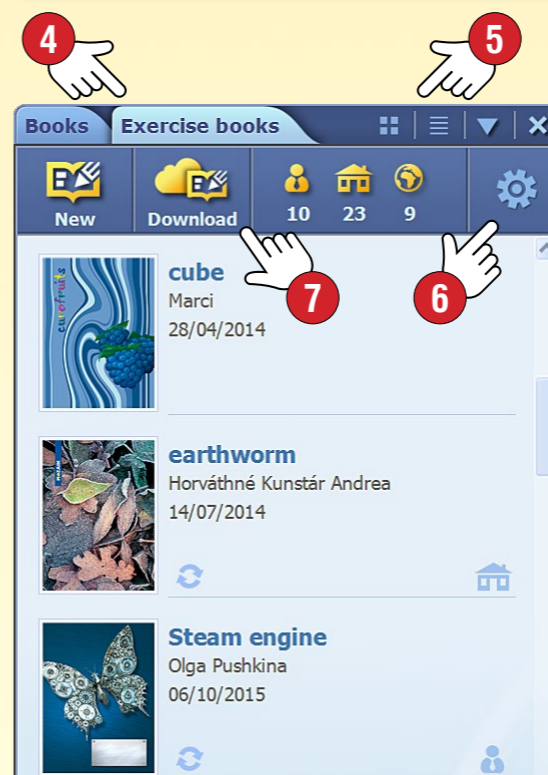 4
5
Books Exercise books
New Download 10 23 9
7
6
cube
Marci
28/04/2014
eurofruits
earthworm
Horváthné Kunstár Andrea
14/07/2014
Steam engine
Olga Pushkina
06/10/2015